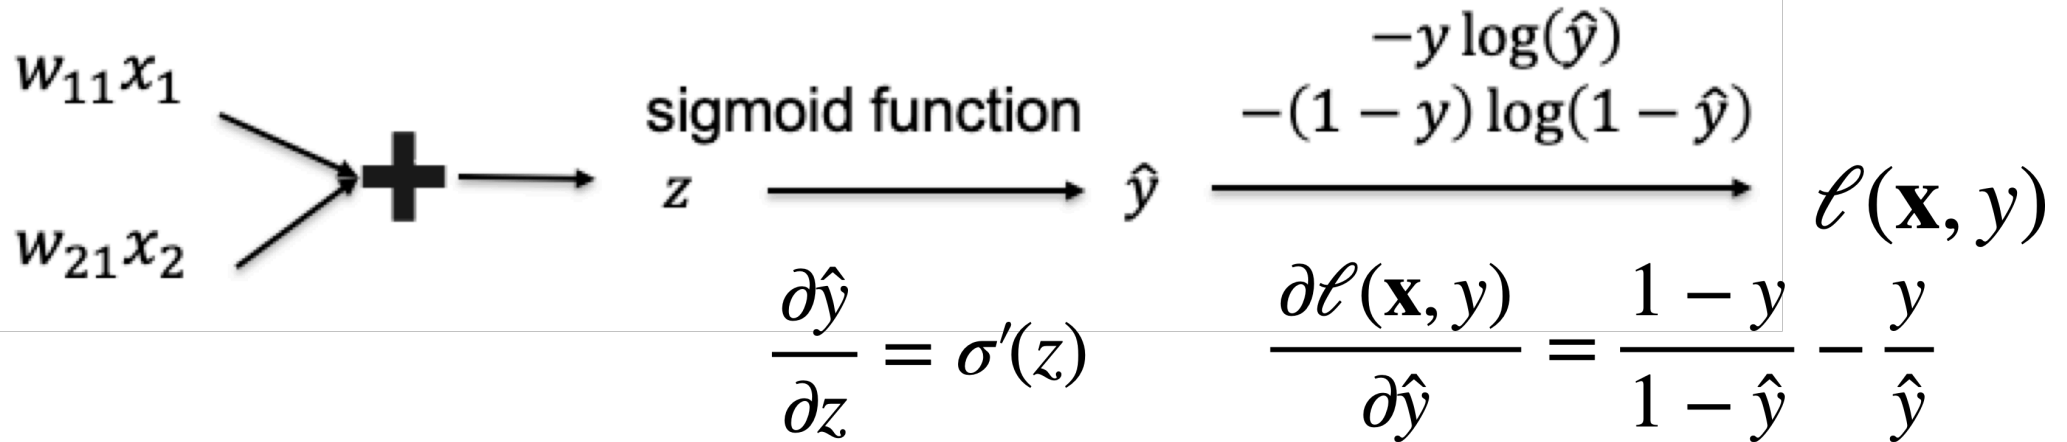 w₁₁x₁
w₂₁x₂
z
sigmoid function
ŷ
−y log(ŷ)
−(1 − y) log(1 − ŷ)
ℓ(𝐱, y)
∂ŷ/∂z = σ′(z)
∂ℓ(𝐱, y)/∂ŷ = (1 − y)/(1 − ŷ) − y/ŷ